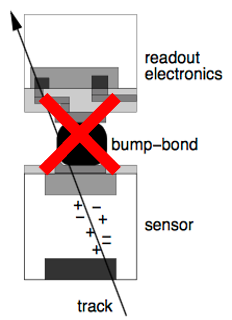 readout
electronics
bump-bond
sensor
+ −
− +
+ =
track